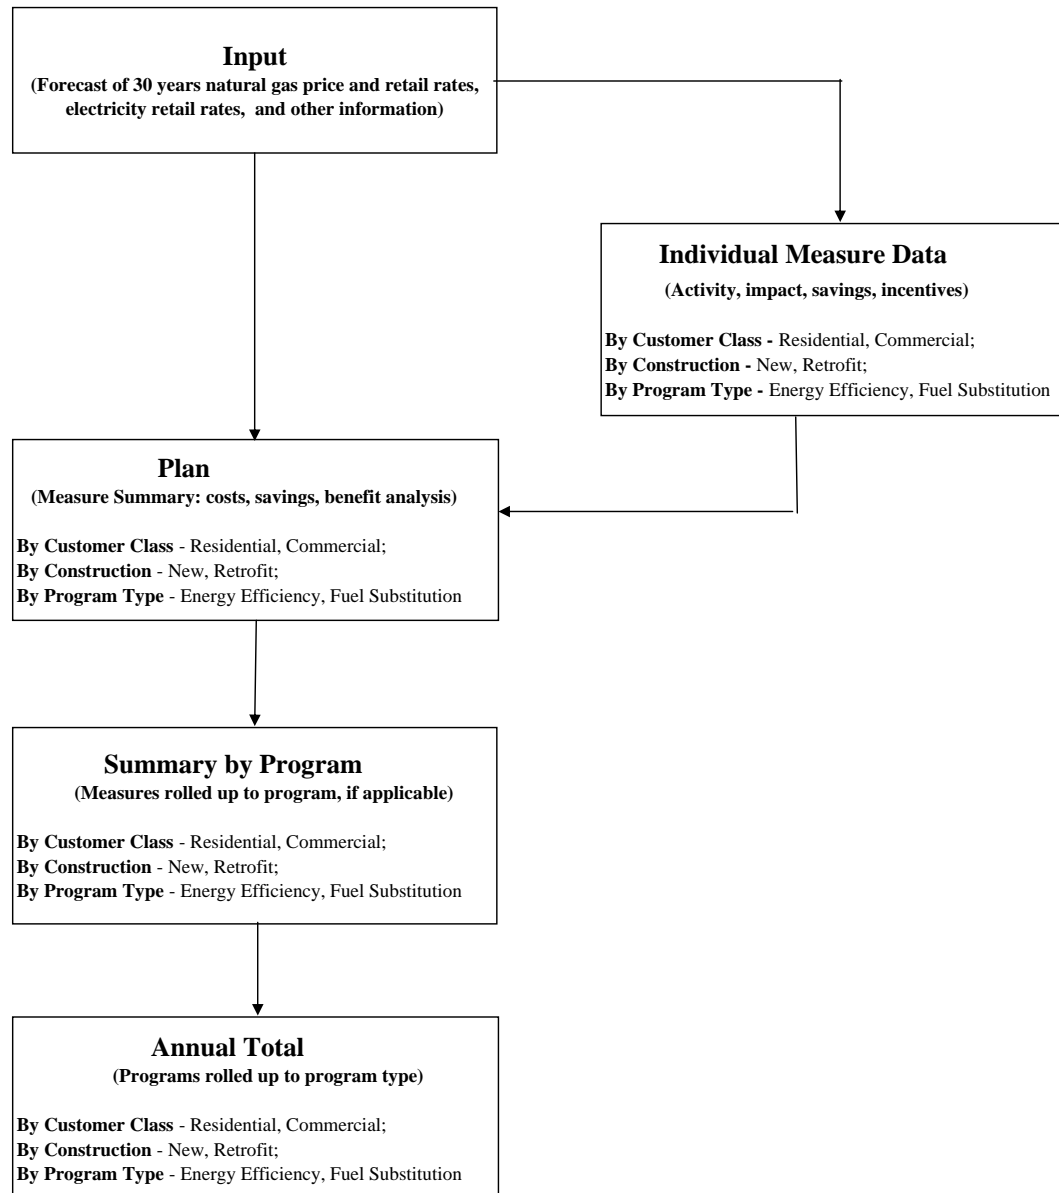 Input
(Forecast of 30 years natural gas price and retail rates,
electricity retail rates,  and other information)
Individual Measure Data
(Activity, impact, savings, incentives)
By Customer Class - Residential, Commercial;
By Construction - New, Retrofit;
By Program Type - Energy Efficiency, Fuel Substitution
Plan
(Measure Summary: costs, savings, benefit analysis)
By Customer Class - Residential, Commercial;
By Construction - New, Retrofit;
By Program Type - Energy Efficiency, Fuel Substitution
Summary by Program
(Measures rolled up to program, if applicable)
By Customer Class - Residential, Commercial;
By Construction - New, Retrofit;
By Program Type - Energy Efficiency, Fuel Substitution
Annual Total
(Programs rolled up to program type)
By Customer Class - Residential, Commercial;
By Construction - New, Retrofit;
By Program Type - Energy Efficiency, Fuel Substitution